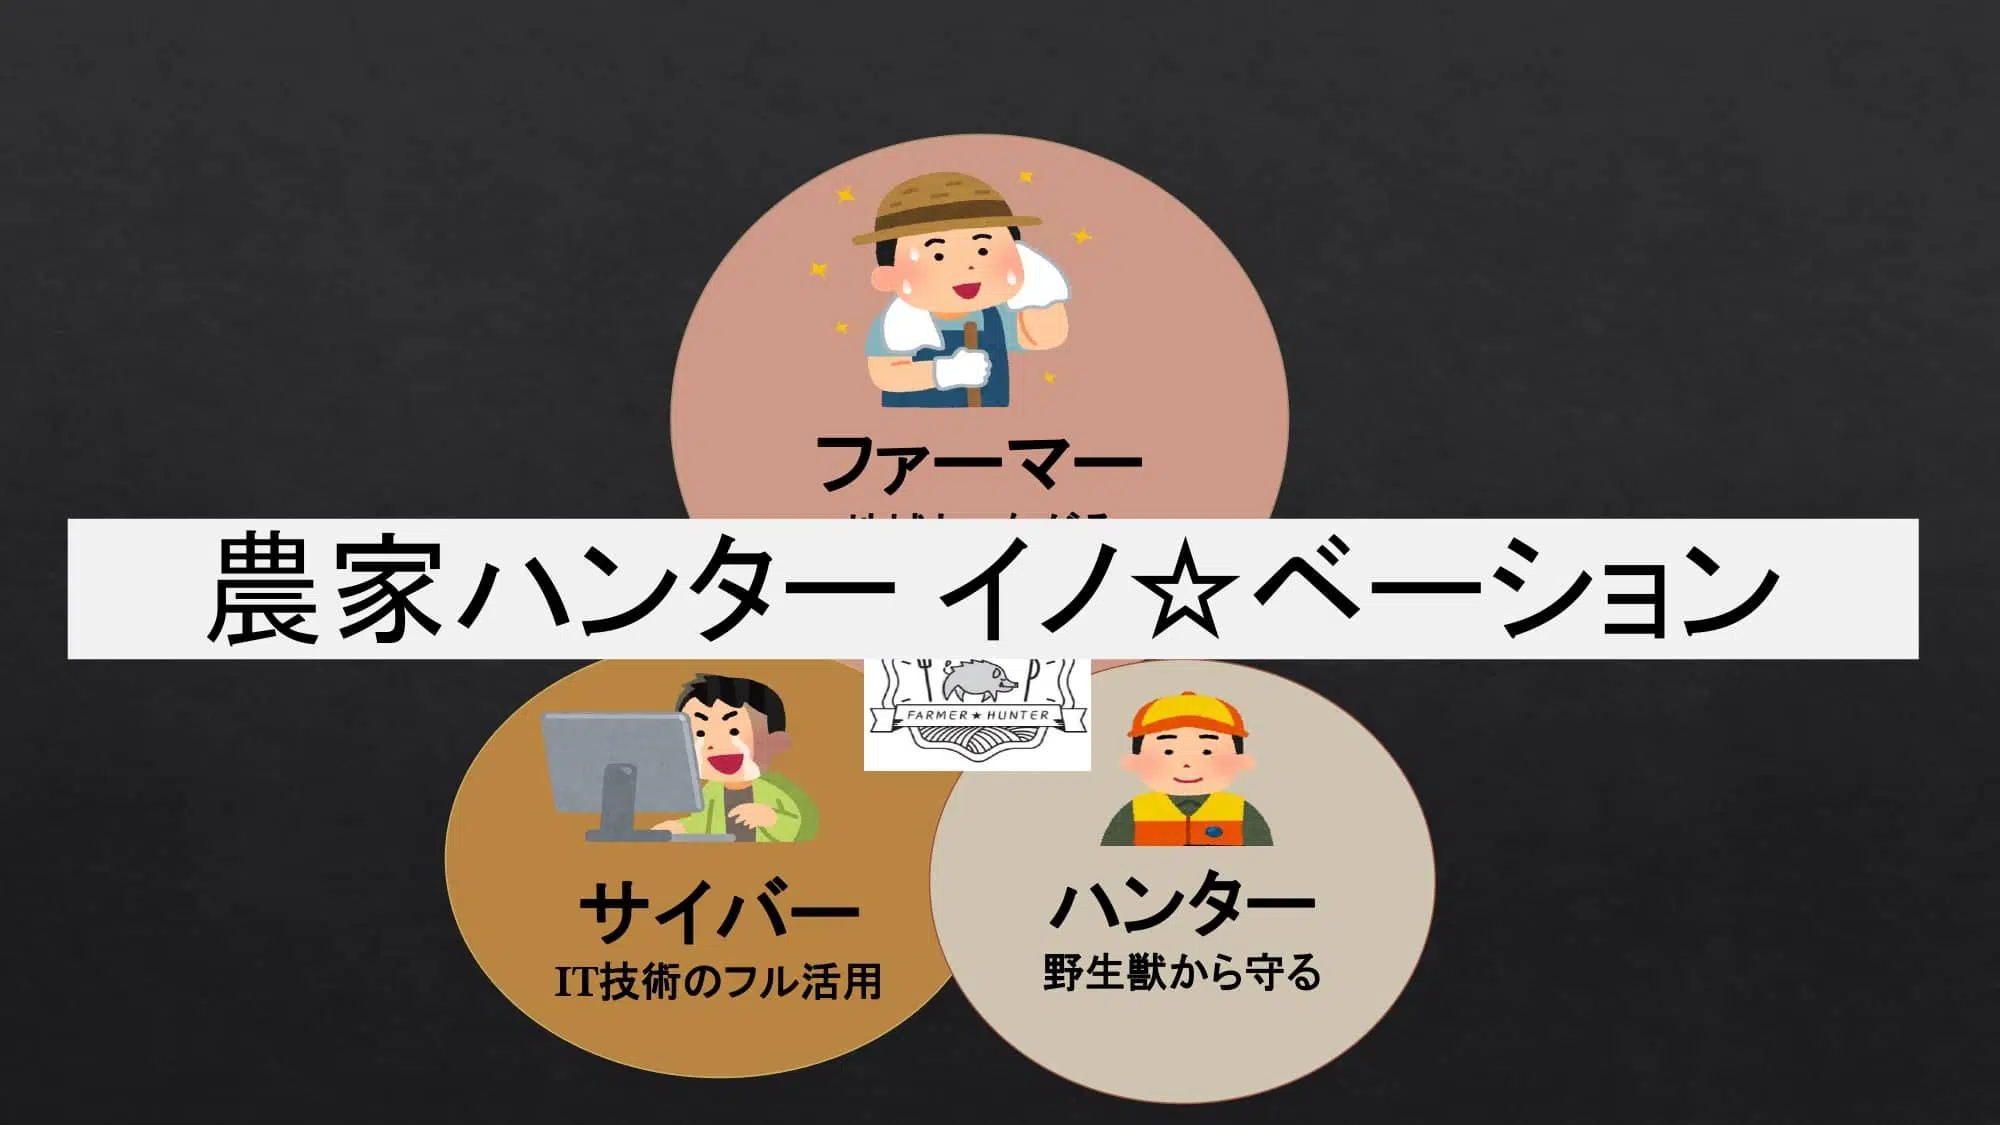 ファーマー
農家ハンター イノ☆ベーション
FARMER★HUNTER
サイバー
IT技術のフル活用
ハンター
野生獣から守る